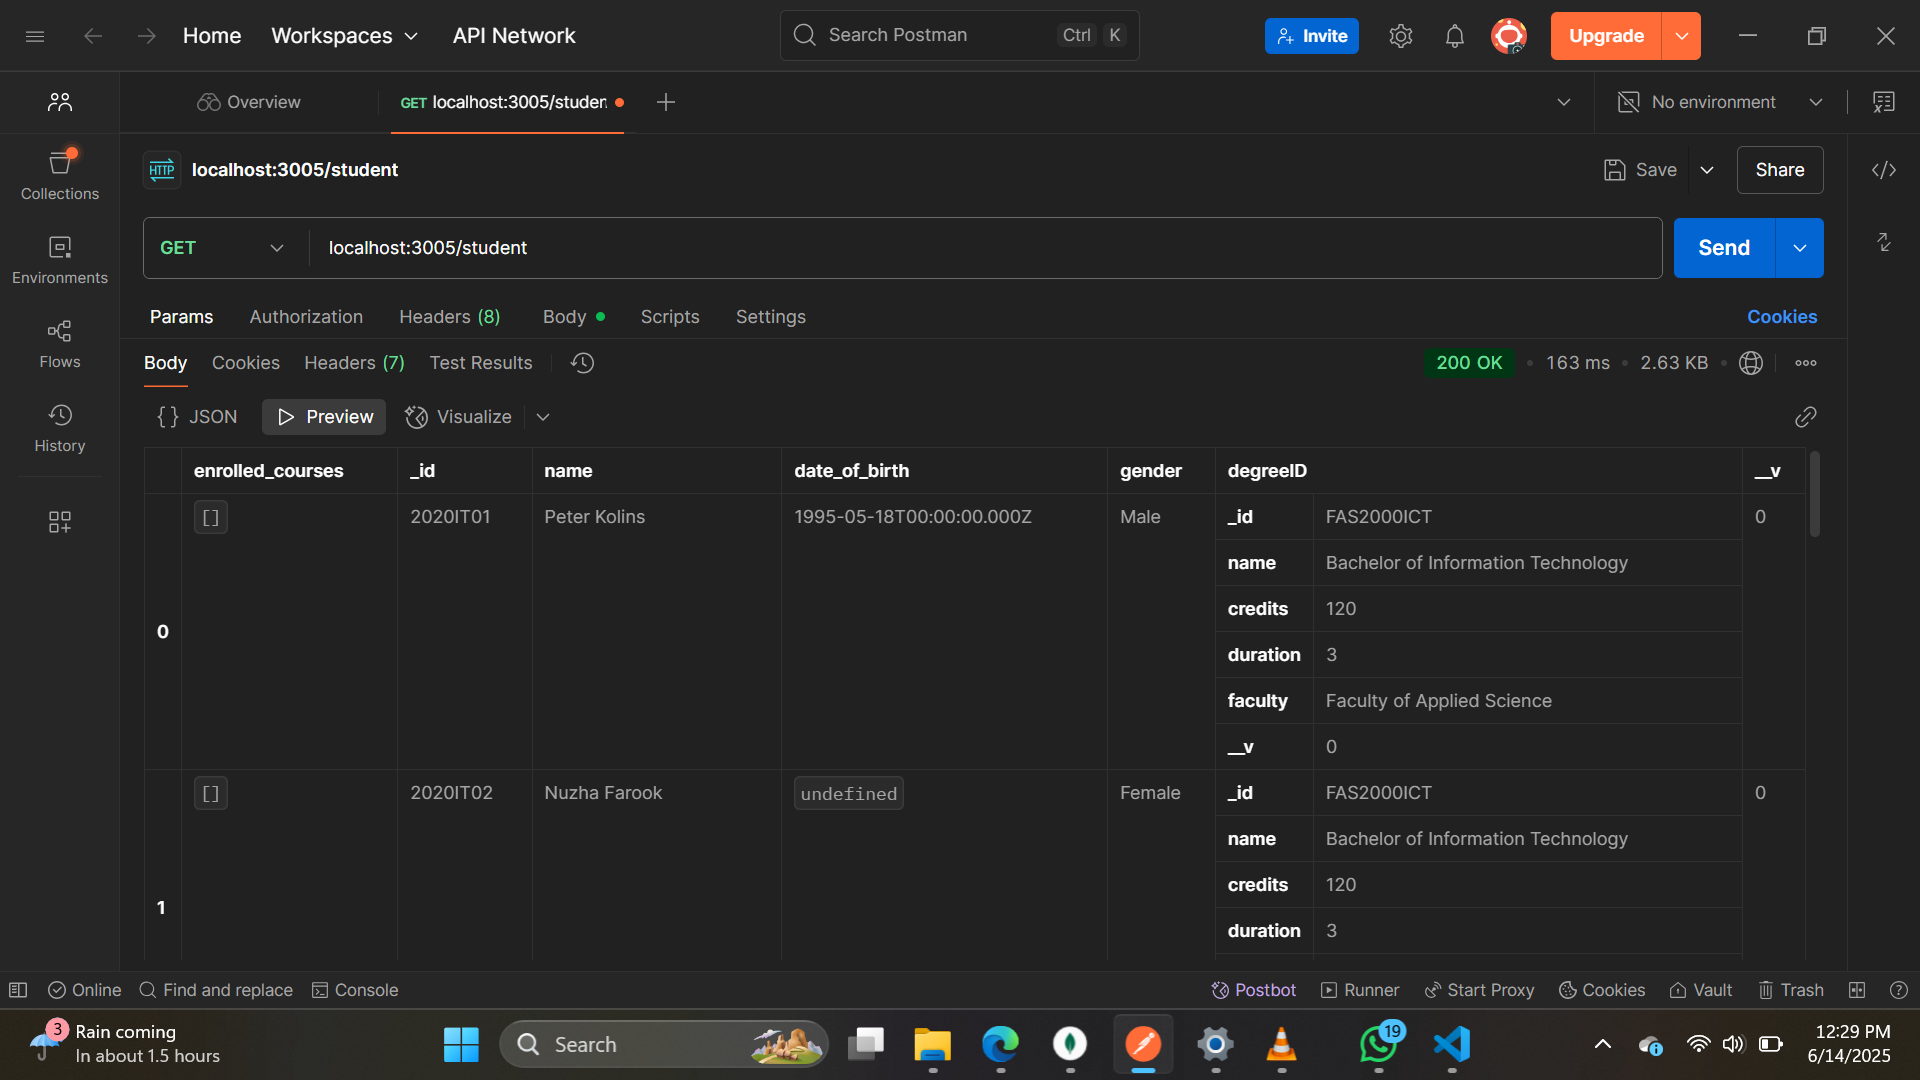 Home
Workspaces
API Network
Search Postman
Ctrl
K
Invite
Upgrade
Overview
GET localhost:3005/studen
No environment
HTTP
localhost:3005/student
Save
Share
Collections
GET
localhost:3005/student
Send
Environments
Params
Authorization
Headers (8)
Body
Scripts
Settings
Cookies
Flows
Body
Cookies
Headers (7)
Test Results
200 OK
163 ms
2.63 KB
History
{} JSON
Preview
Visualize
enrolled_courses
_id
name
date_of_birth
gender
degreeID
__v
0
[]
2020IT01
Peter Kolins
1995-05-18T00:00:00.000Z
Male
_id
FAS2000ICT
0
name
Bachelor of Information Technology
credits
120
duration
3
faculty
Faculty of Applied Science
__v
0
1
[]
2020IT02
Nuzha Farook
undefined
Female
_id
FAS2000ICT
0
name
Bachelor of Information Technology
credits
120
duration
3
Online
Find and replace
Console
Postbot
Runner
Start Proxy
Cookies
Vault
Trash
3
Rain coming
In about 1.5 hours
Search
19
12:29 PM
6/14/2025